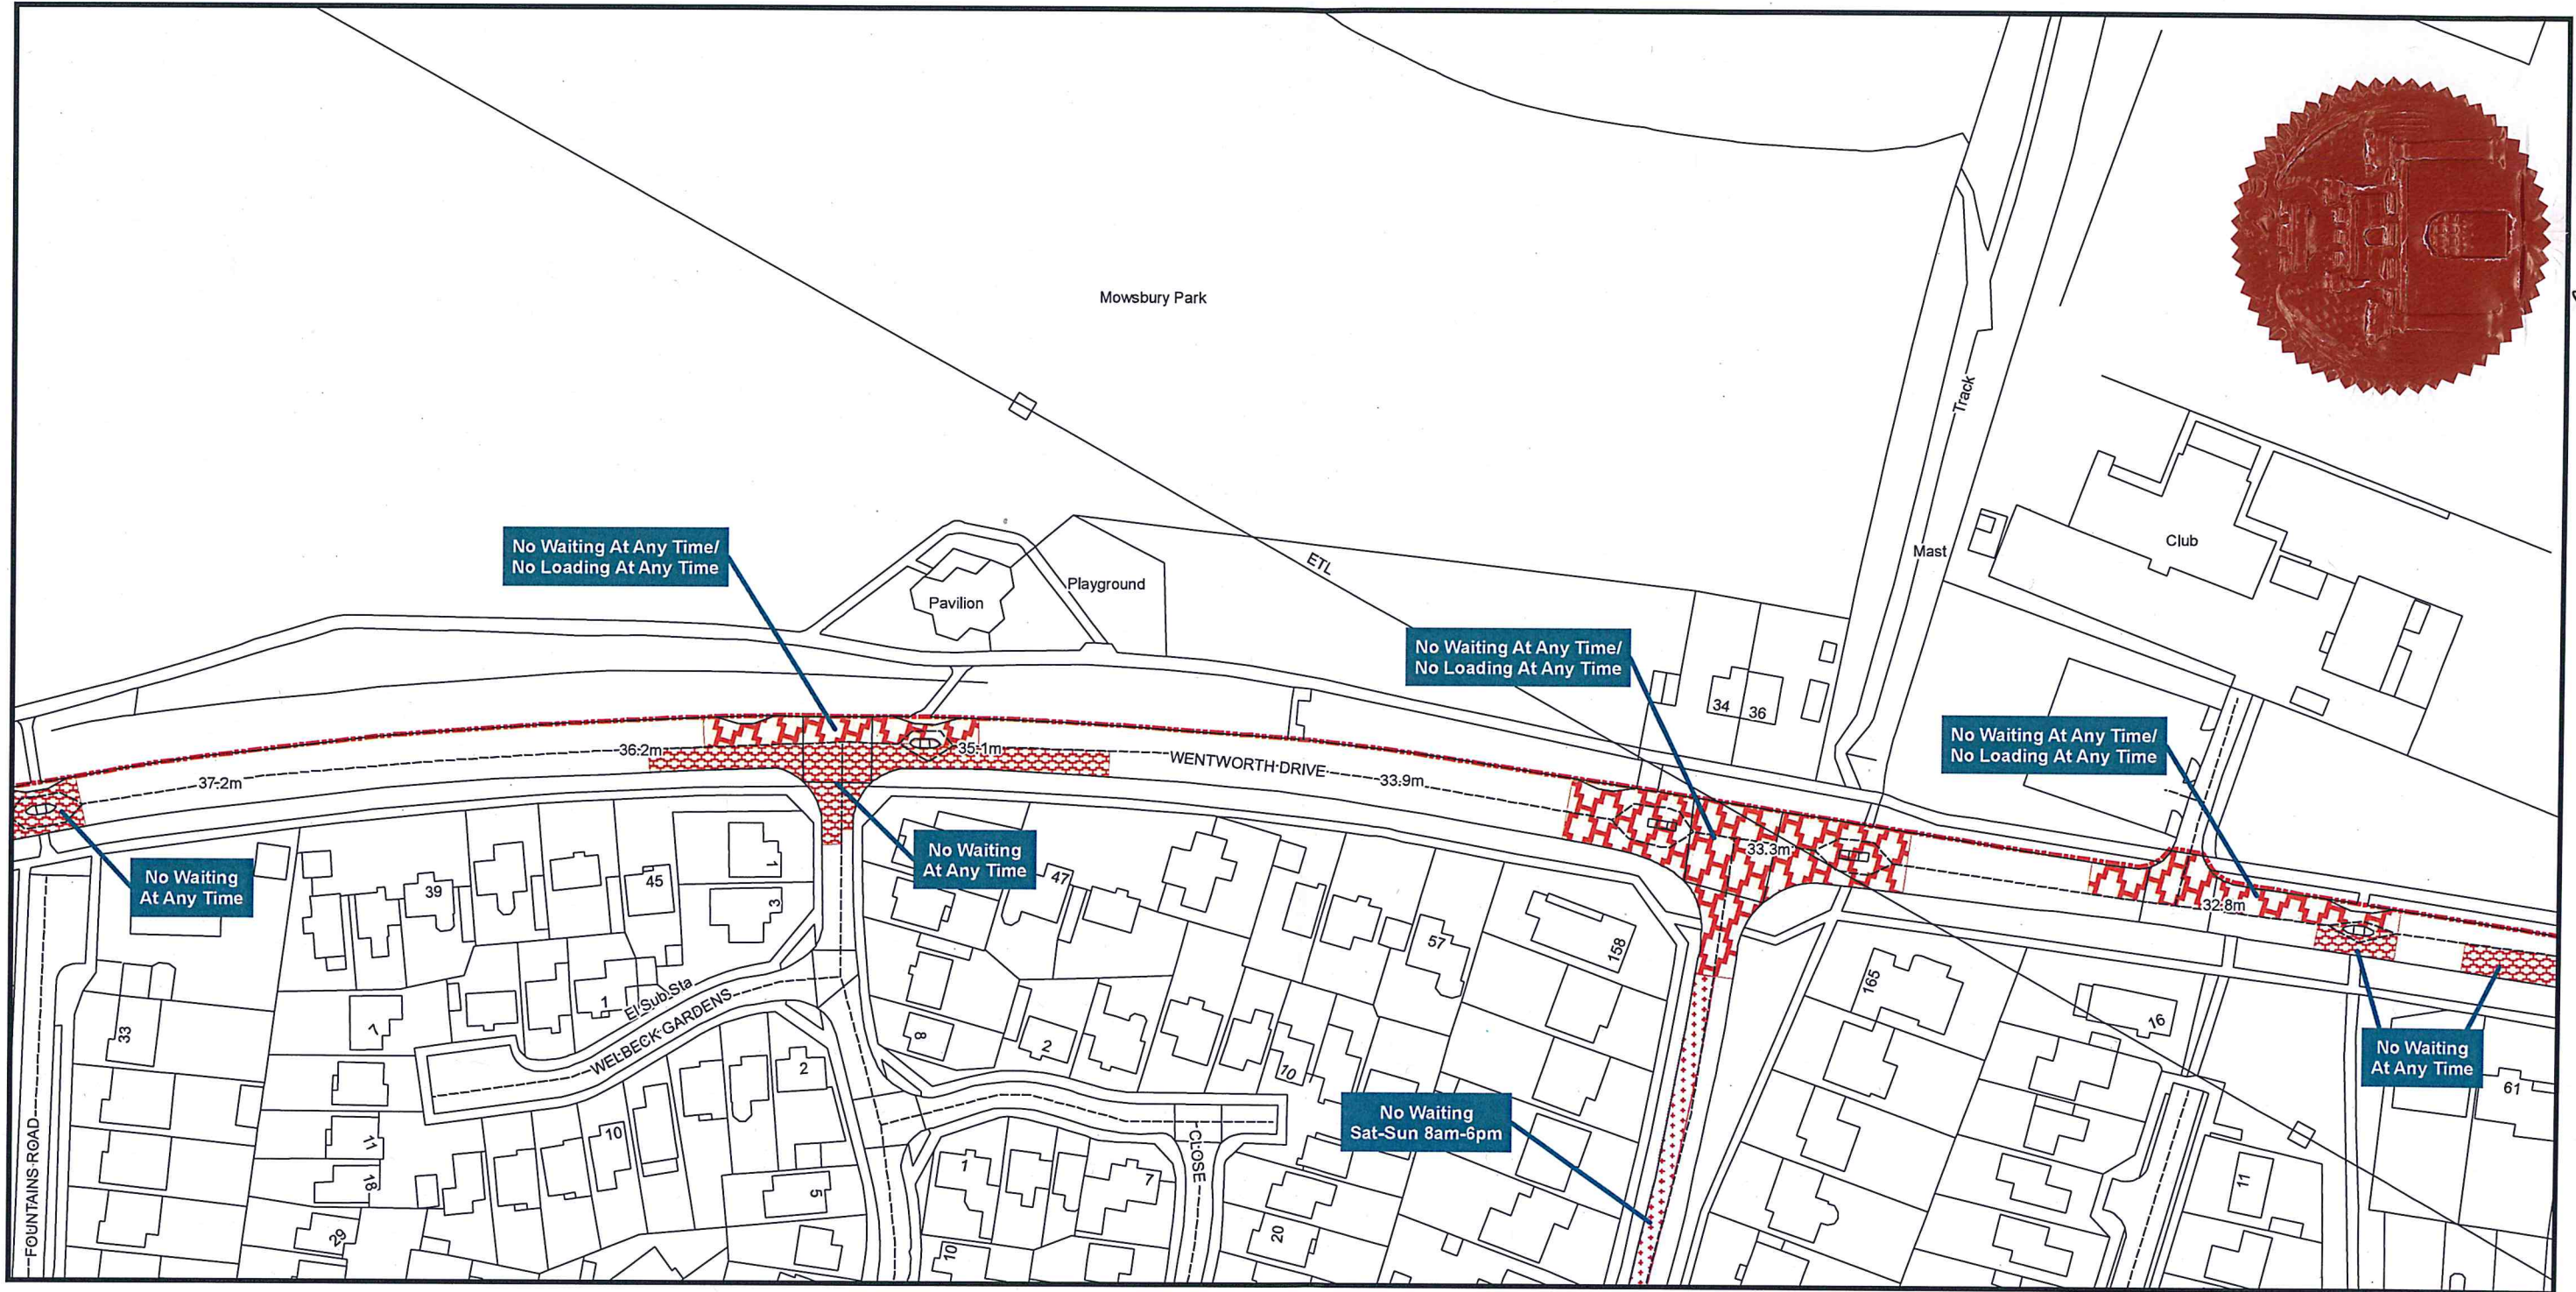 Mowsbury Park
Track
Club
Mast
No Waiting At Any Time/
No Loading At Any Time
Pavilion
Playground
ETL
No Waiting At Any Time/
No Loading At Any Time
34
36
No Waiting At Any Time/
No Loading At Any Time
37.2m
36.2m
35.1m
WENTWORTH DRIVE
33.9m
33.3m
32.8m
No Waiting
At Any Time
39
45
1
3
No Waiting
At Any Time
47
57
158
165
16
No Waiting
At Any Time
61
33
7
1
El Sub Sta
WELBECK GARDENS
2
8
2
10
No Waiting
Sat-Sun 8am-6pm
11
18
29
10
5
1
7
10
CLOSE
20
11
FOUNTAINS ROAD